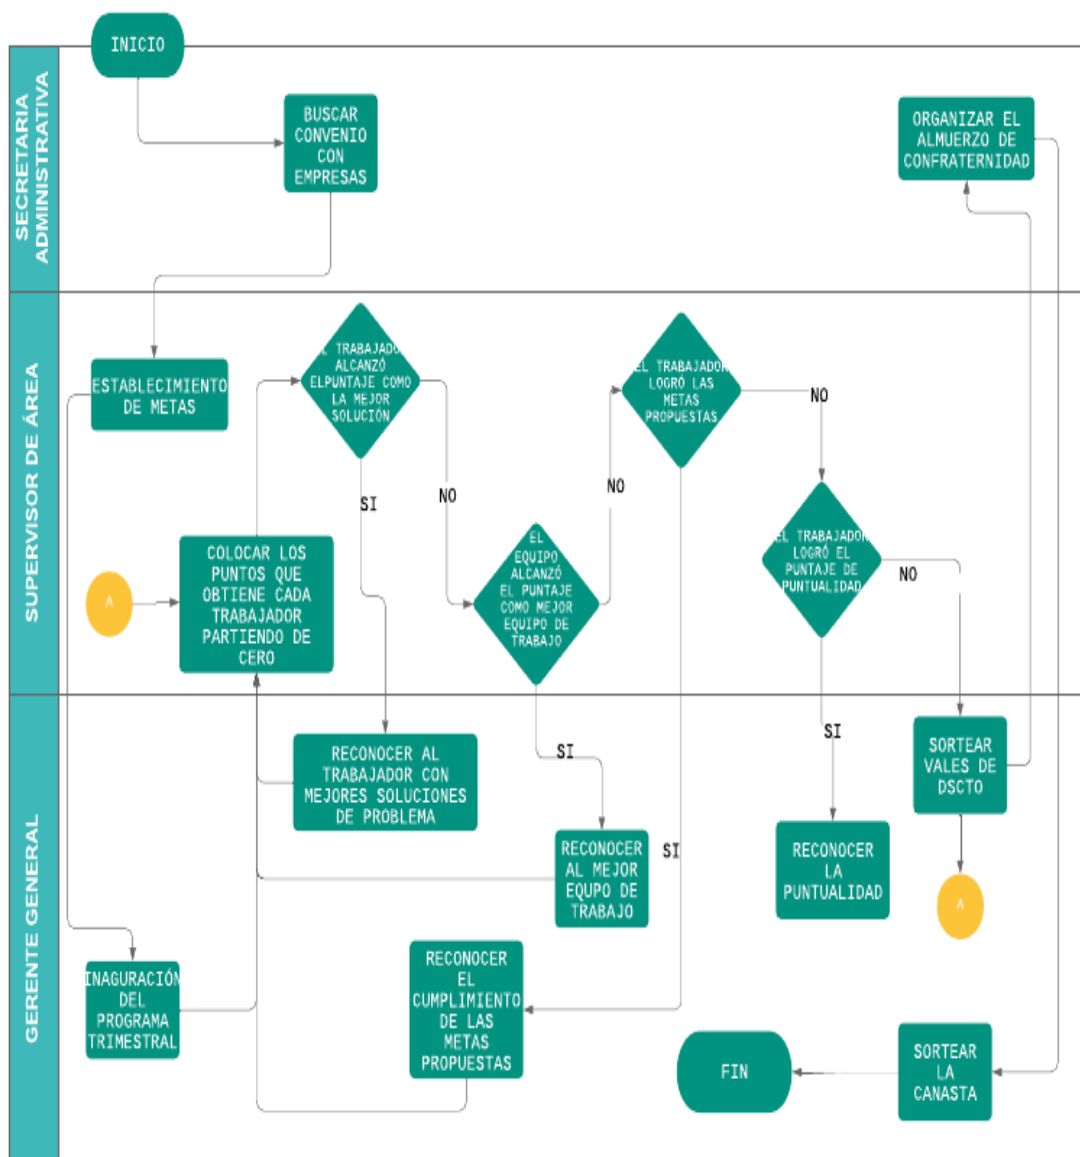 INICIO
SECRETARIA
ADMINISTRATIVA
BUSCAR
CONVENIO
CON
EMPRESAS
ORGANIZAR EL
ALMUERZO DE
CONFRATERNIDAD
SUPERVISOR DE ÁREA
ESTABLECIMIENTO
DE METAS
L TRABAJADO
ALCANZÓ
ELPUNTAJE COMO
LA MEJOR
SOLUCIÓN
EL TRABAJADOR
LOGRÓ LAS
METAS
PROPUESTAS
NO
SI
NO
NO
EL
EQUIPO
ALCANZÓ
EL PUNTAJE
COMO MEJOR
EQUIPO DE
TRABAJO
EL TRABAJADOR
LOGRÓ EL
PUNTAJE DE
PUNTUALIDAD
NO
A
COLOCAR LOS
PUNTOS QUE
OBTIENE CADA
TRABAJADOR
PARTIENDO DE
CERO
GERENTE GENERAL
RECONOCER AL
TRABAJADOR CON
MEJORES SOLUCIONES
DE PROBLEMA
SI
SI
SORTEAR
VALES DE
DSCTO
RECONOCER
AL MEJOR
EQUPO DE
TRABAJO
SI
RECONOCER
LA
PUNTUALIDAD
A
INAGURACIÓN
DEL
PROGRAMA
TRIMESTRAL
RECONOCER
EL
CUMPLIMIENTO
DE LAS
METAS
PROPUESTAS
FIN
SORTEAR
LA
CANASTA